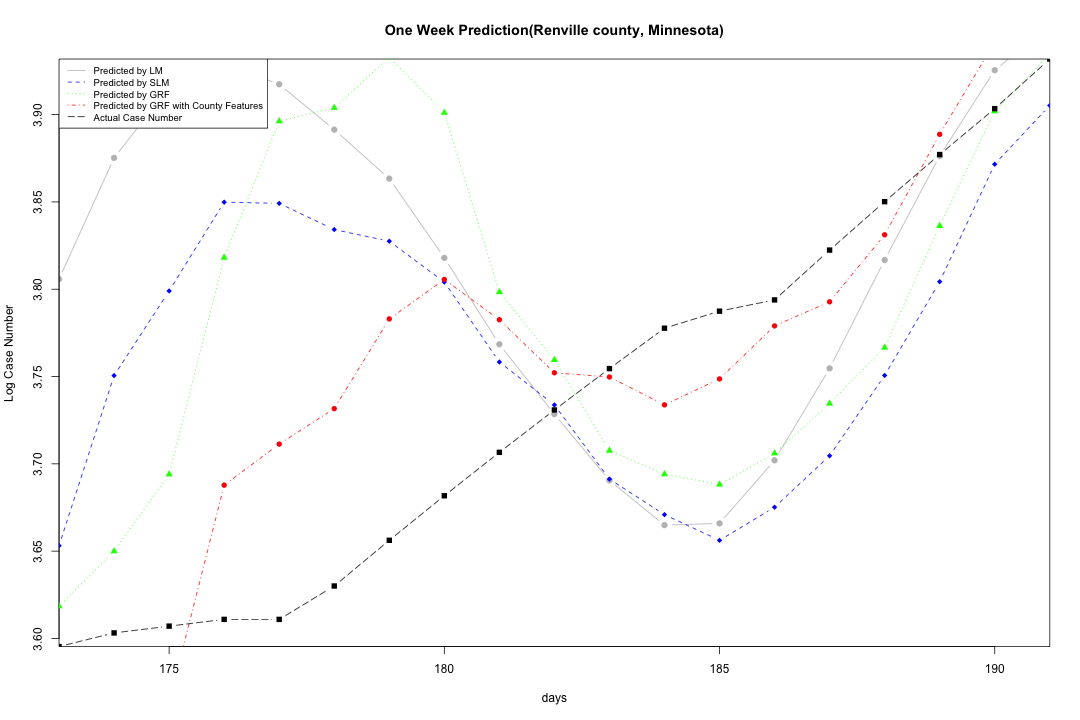 One Week Prediction(Renville county, Minnesota)
Predicted by LM
Predicted by SLM
Predicted by GRF
Predicted by GRF with County Features
Actual Case Number
Log Case Number
3.90
3.85
3.80
3.75
3.70
3.65
3.60
175 180 185 190
days